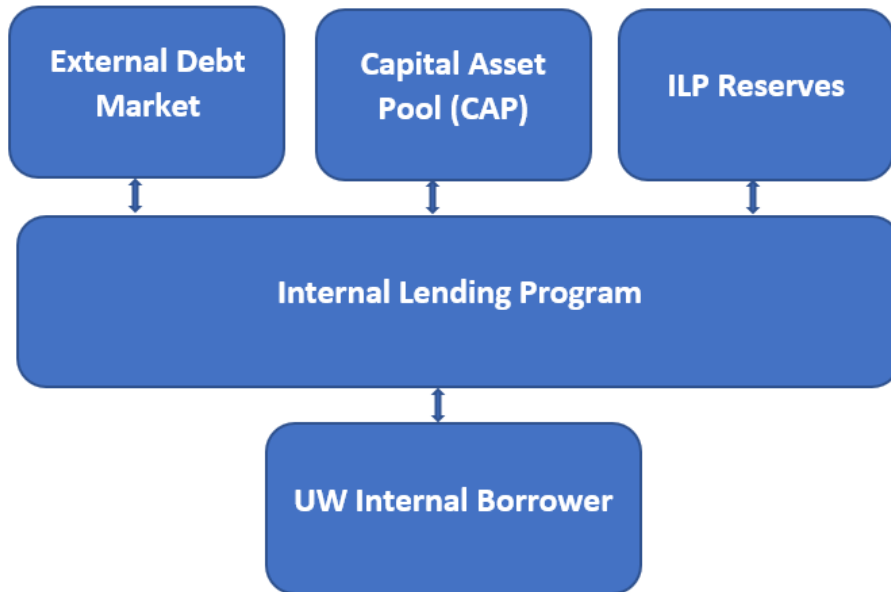 External Debt
Market
Capital Asset
Pool (CAP)
ILP Reserves
Internal Lending Program
UW Internal Borrower